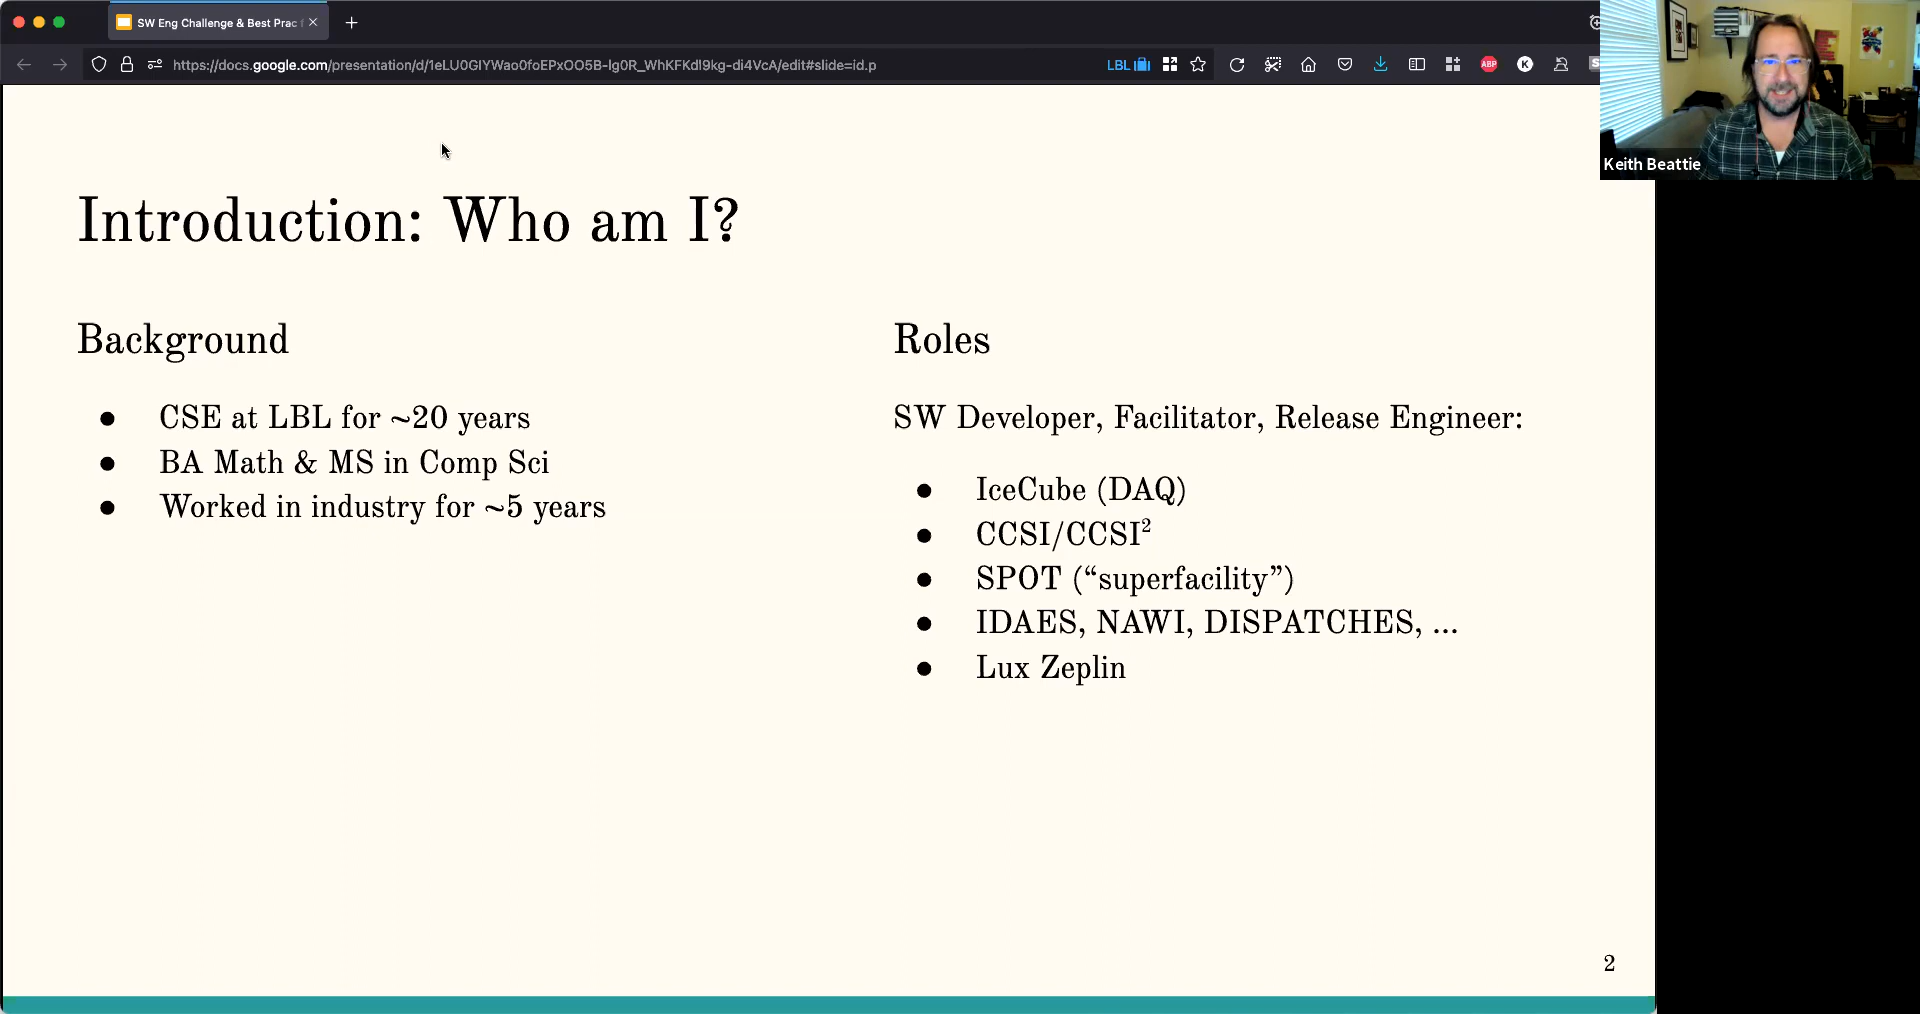 SW Eng Challenge & Best Prac f
https://docs.google.com/presentation/d/1eLU0GIYWao0foEPxOO5B-Ig0R_WhKFKdl9kg-di4VcA/edit#slide=id.p
LBL
ABP
K
S
Keith Beattie
Introduction: Who am I?
Background
● CSE at LBL for ~20 years
● BA Math & MS in Comp Sci
● Worked in industry for ~5 years
Roles
SW Developer, Facilitator, Release Engineer:
● IceCube (DAQ)
● CCSI/CCSI²
● SPOT (“superfacility”)
● IDAES, NAWI, DISPATCHES, ...
● Lux Zeplin
2